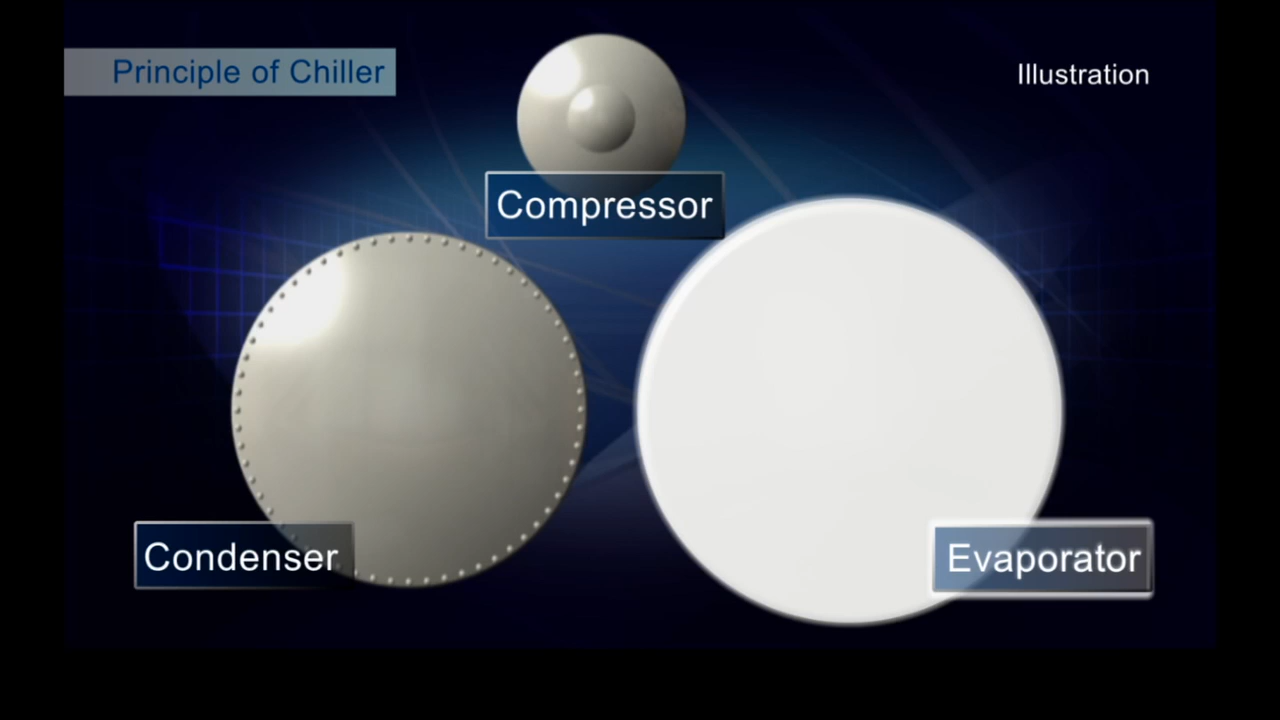 Principle of Chiller
Illustration
Compressor
Condenser
Evaporator